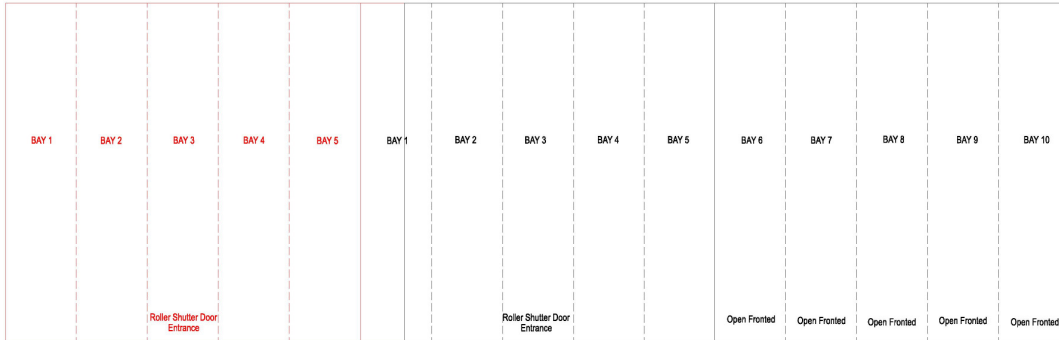 BAY 1 BAY 2 BAY 3 BAY 4 BAY 5 BAY 1 BAY 2 BAY 3 BAY 4 BAY 5 BAY 6 BAY 7 BAY 8 BAY 9 BAY 10
Roller Shutter Door
Entrance
Roller Shutter Door
Entrance
Open Fronted Open Fronted Open Fronted Open Fronted Open Fronted